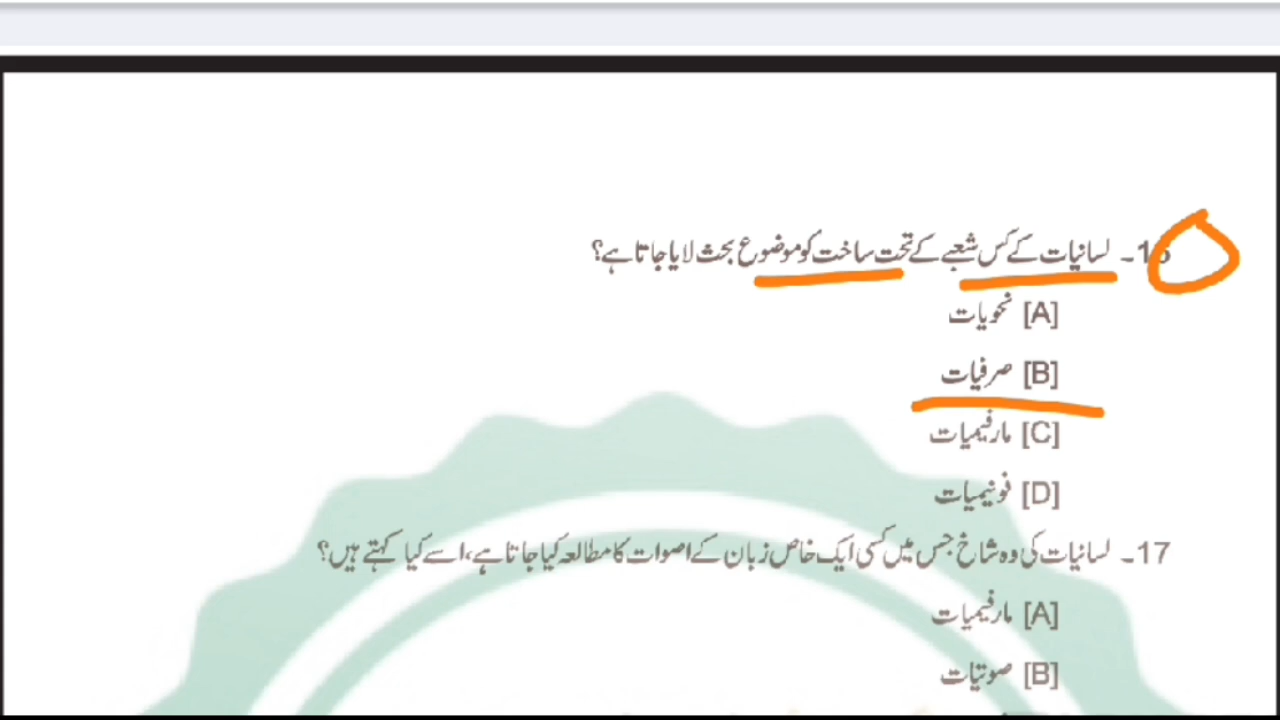 16۔ لسانیات کے کس شعبے کے تحت ساخت کو موضوع بحث لایا جاتا ہے؟
[A] نحویات
[B] صرفیات
[C] مارفیمیات
[D] فونیمیات
17۔ لسانیات کی وہ شاخ جس میں کسی ایک خاص زبان کے اصوات کا مطالعہ کیا جاتا ہے، اسے کیا کہتے ہیں؟
[A] مارفیمیات
[B] صوتیات